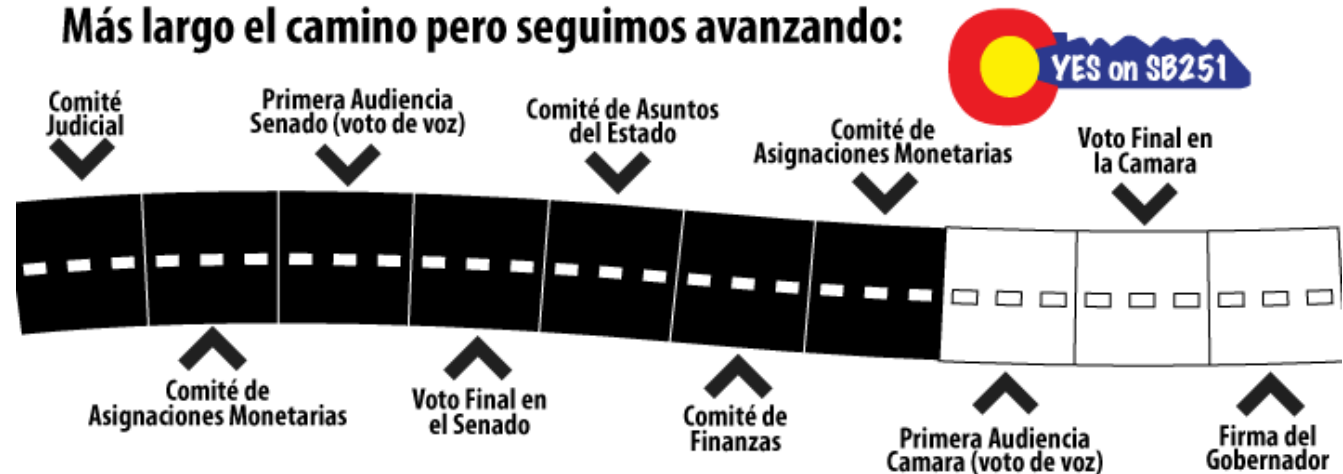 Más largo el camino pero seguimos avanzando:
YES on SB251
Comité
Judicial
Primera Audiencia
Senado (voto de voz)
Comité de Asuntos
del Estado
Comité de
Asignaciones Monetarias
Voto Final en
la Camara
Comité de
Asignaciones Monetarias
Voto Final en
el Senado
Comité de
Finanzas
Primera Audiencia
Camara (voto de voz)
Firma del
Gobernador